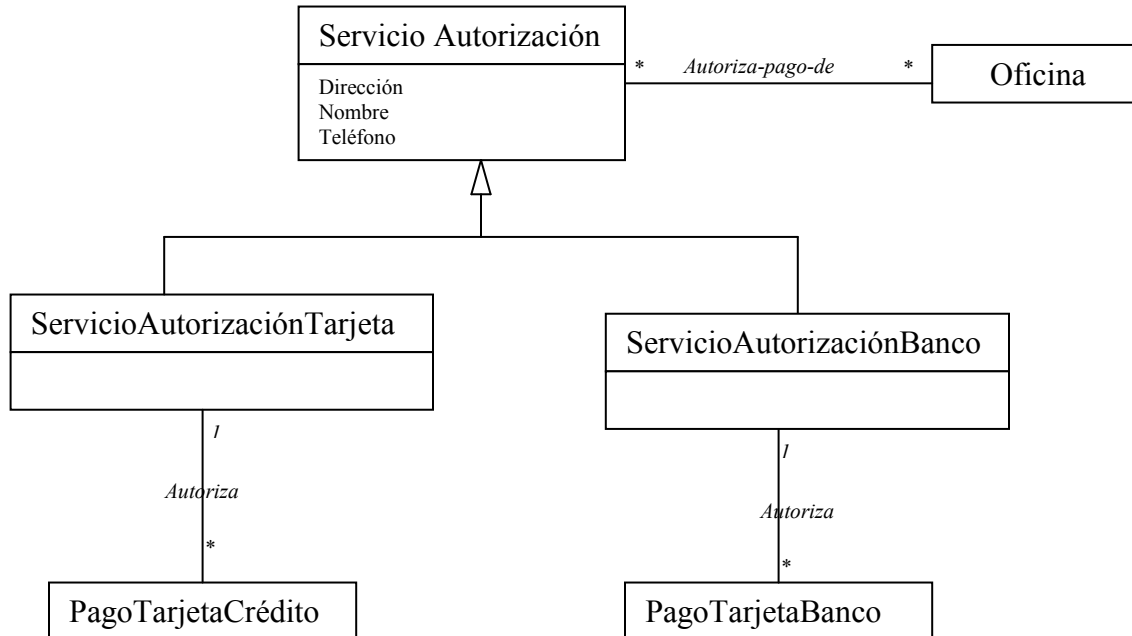 Servicio Autorización
* Autoriza-pago-de *
Oficina
Dirección
Nombre
Teléfono
ServicioAutorizaciónTarjeta
ServicioAutorizaciónBanco
1
1
Autoriza
Autoriza
*
*
PagoTarjetaCrédito
PagoTarjetaBanco